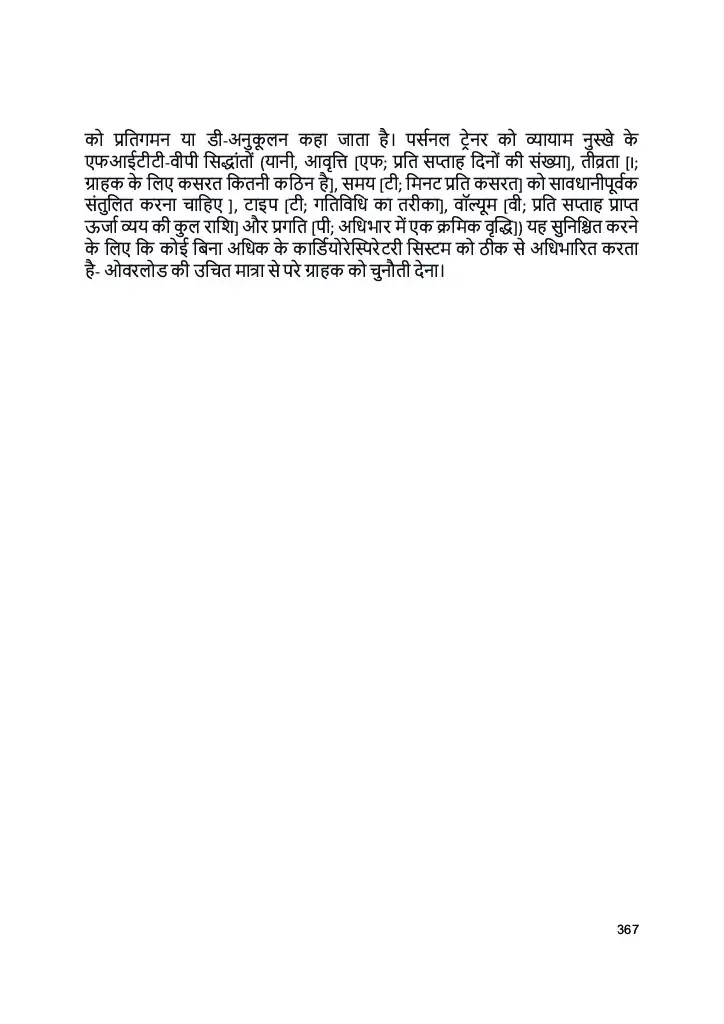 को प्रतिगमन या डी-अनुकूलन कहा जाता है। पर्सनल ट्रेनर को व्यायाम नुस्खे के
एफआईटीटी-वीपी सिद्धांतों (यानी, आवृत्ति [एफ; प्रति सप्ताह दिनों की संख्या], तीव्रता [I;
ग्राहक के लिए कसरत कितनी कठिन है], समय [टी; मिनट प्रति कसरत] को सावधानीपूर्वक
संतुलित करना चाहिए ], टाइप [टी; गतिविधि का तरीका], वॉल्यूम [वी; प्रति सप्ताह प्राप्त
ऊर्जा व्यय की कुल राशि] और प्रगति [पी; अधिभार में एक क्रमिक वृद्धि]) यह सुनिश्चित करने
के लिए कि कोई बिना अधिक के कार्डियोरेस्पिरेटरी सिस्टम को ठीक से अधिभारित करता
है- ओवरलोड की उचित मात्रा से परे ग्राहक को चुनौती देना।
367